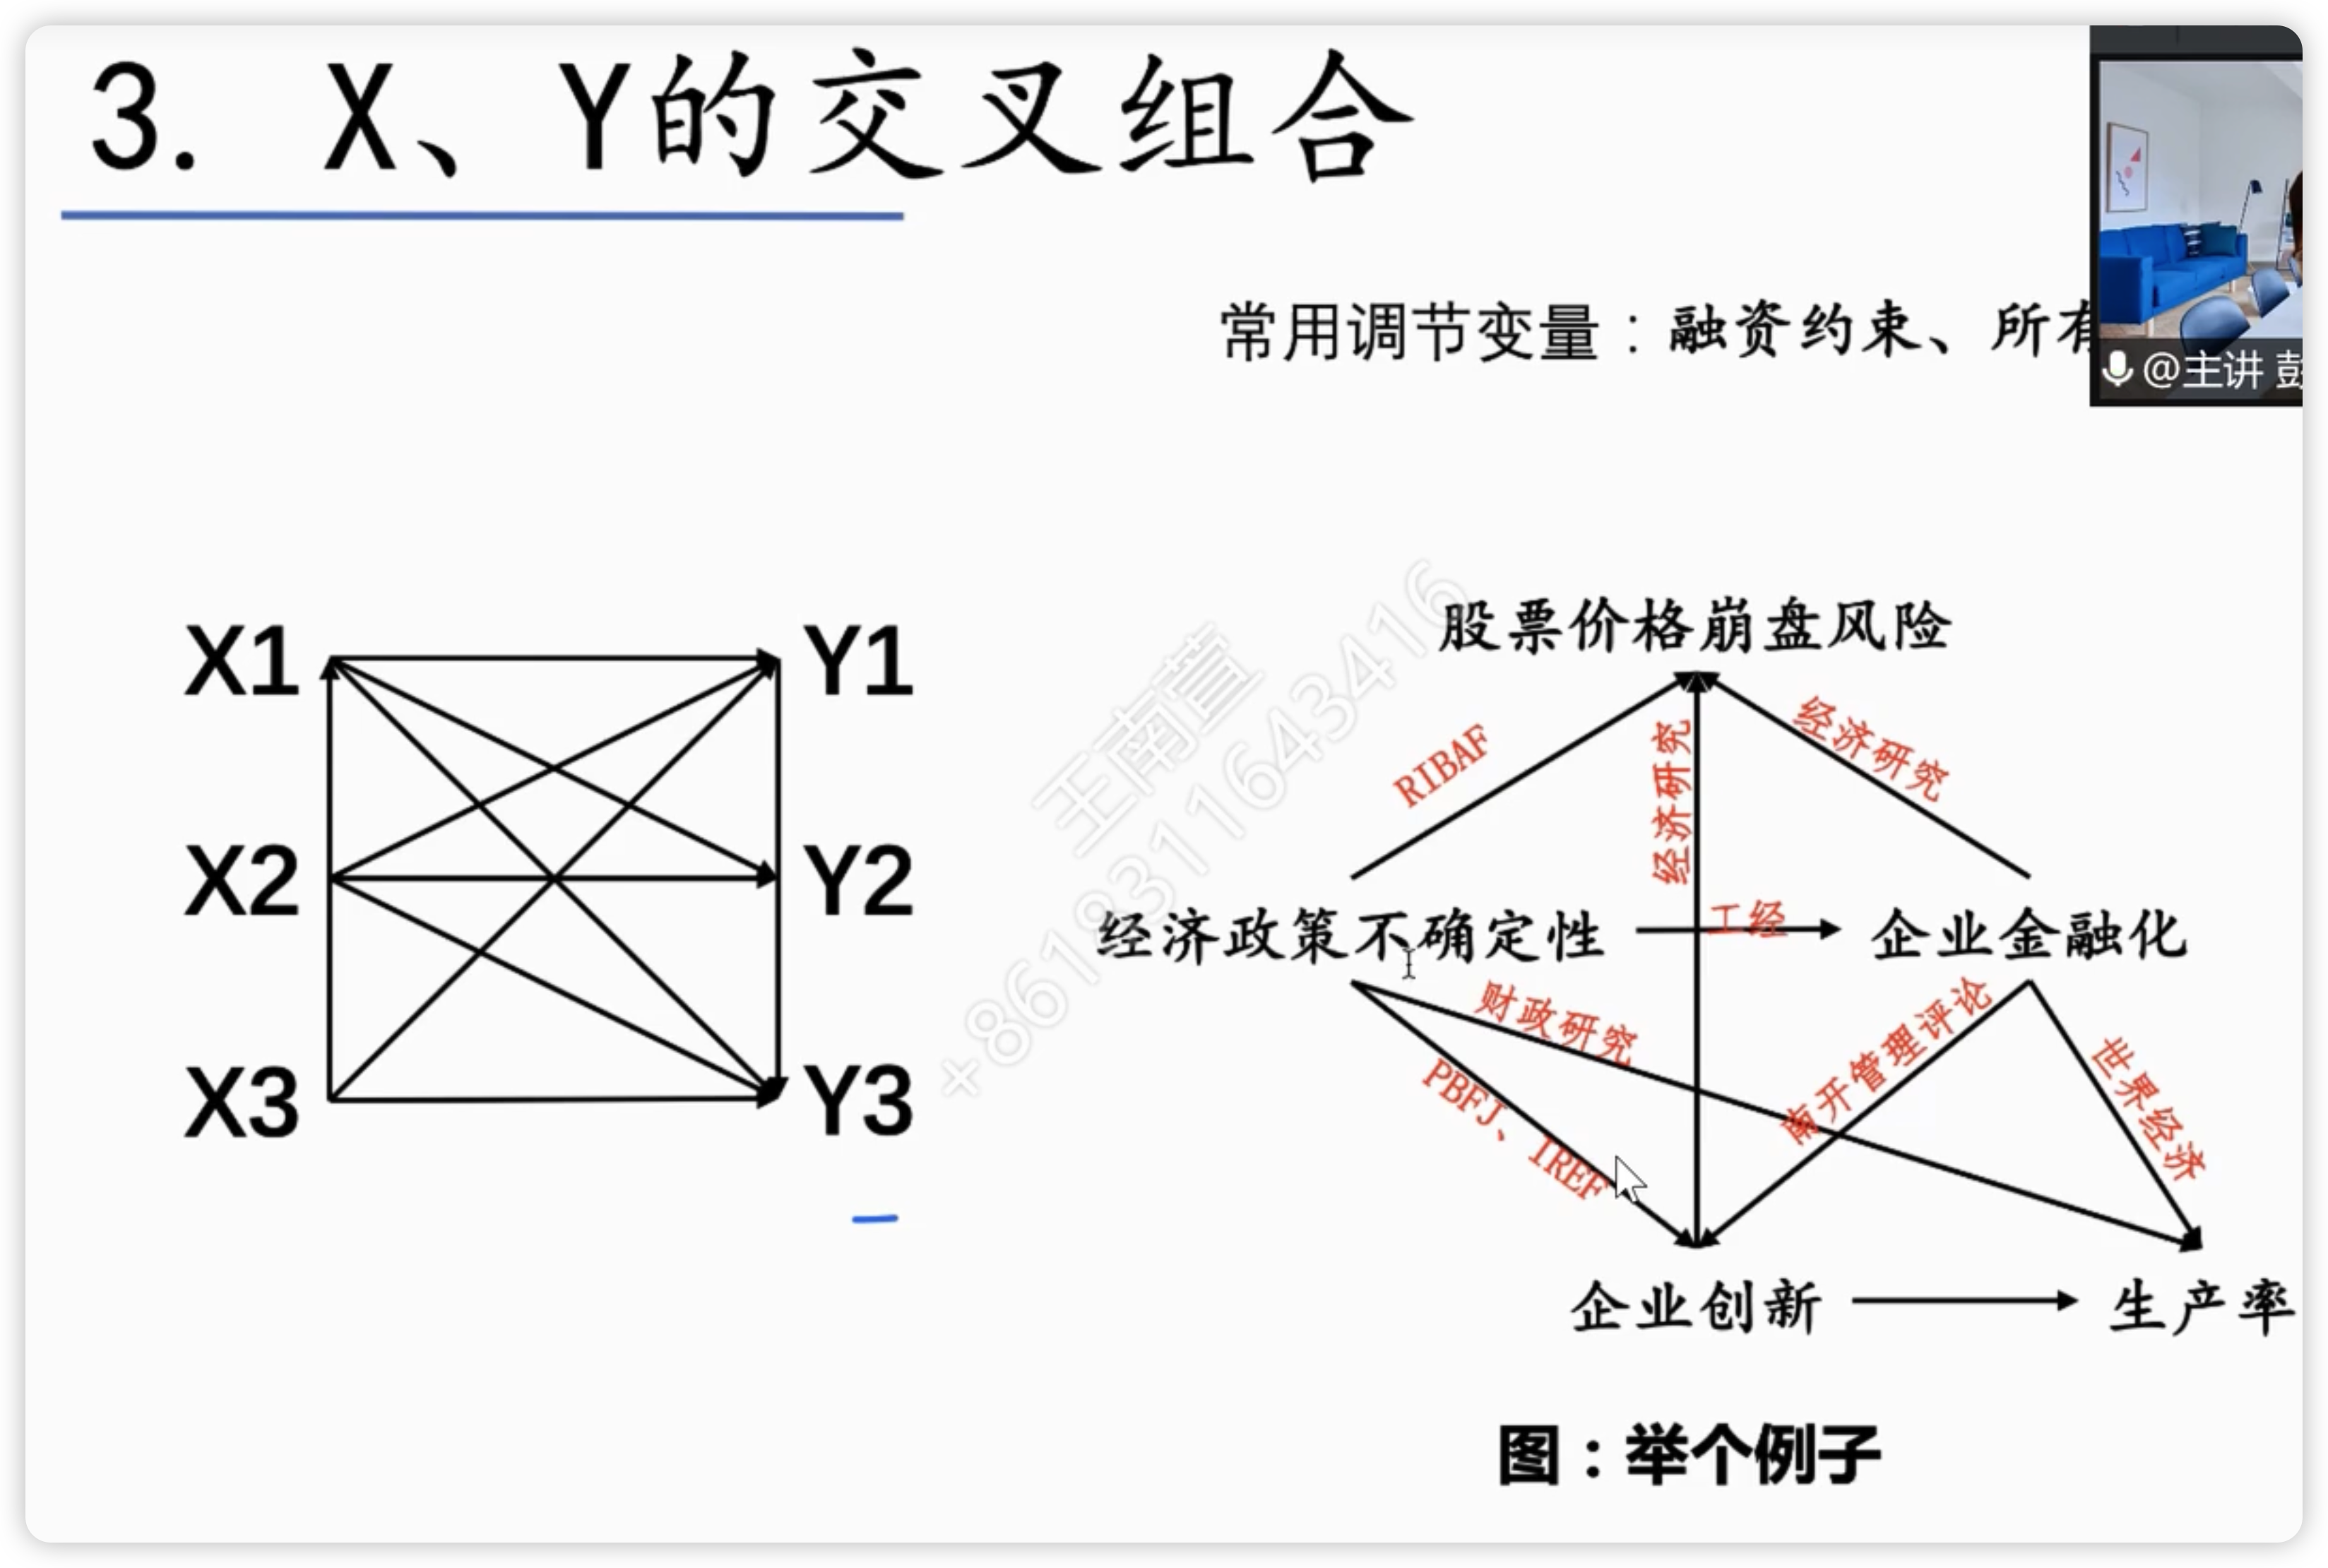 3. X、Y的交叉组合
常用调节变量：融资约束、所有
@主讲 彭
X1
Y1
X2
Y2
X3
Y3
股票价格崩盘风险
RIBAF
经济研究
经济研究
经济政策不确定性
工经
企业金融化
财政研究
PBFJ、IREF
南开管理评论
世界经济
企业创新
生产率
图：举个例子
王南萱
+8618311643416